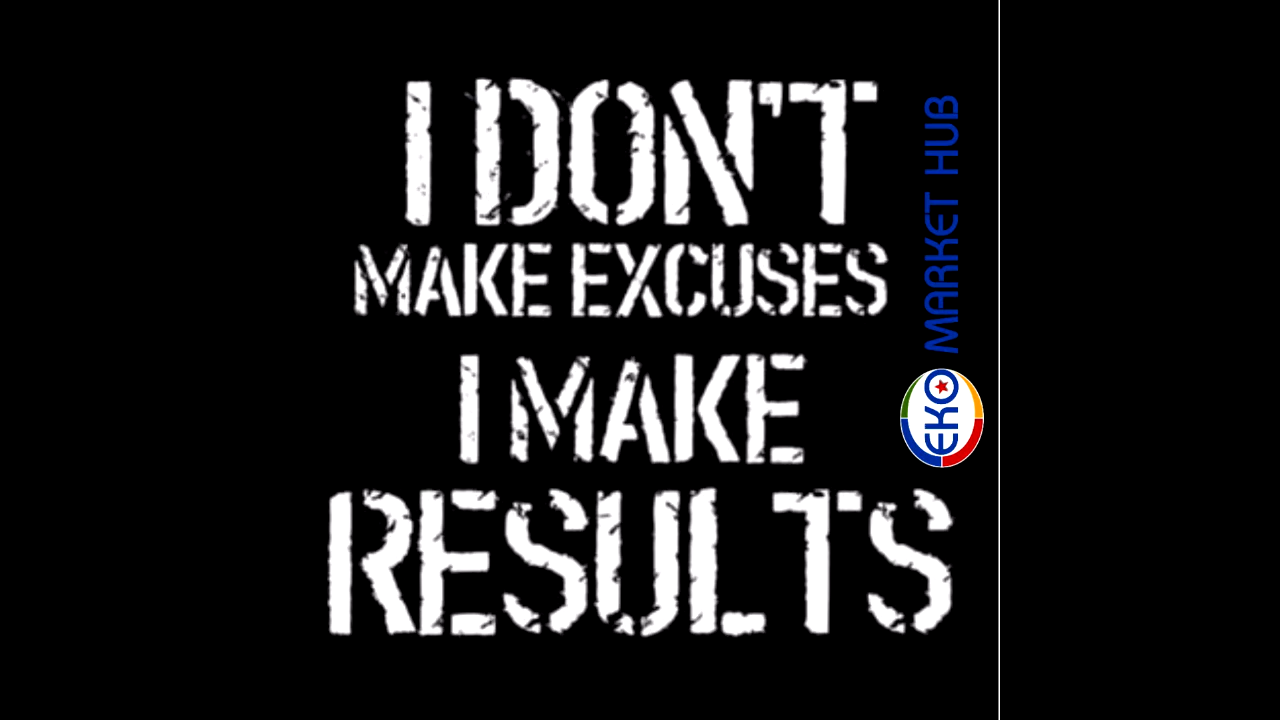 I DON'T
MAKE EXCUSES
I MAKE
RESULTS
EKO MARKET HUB